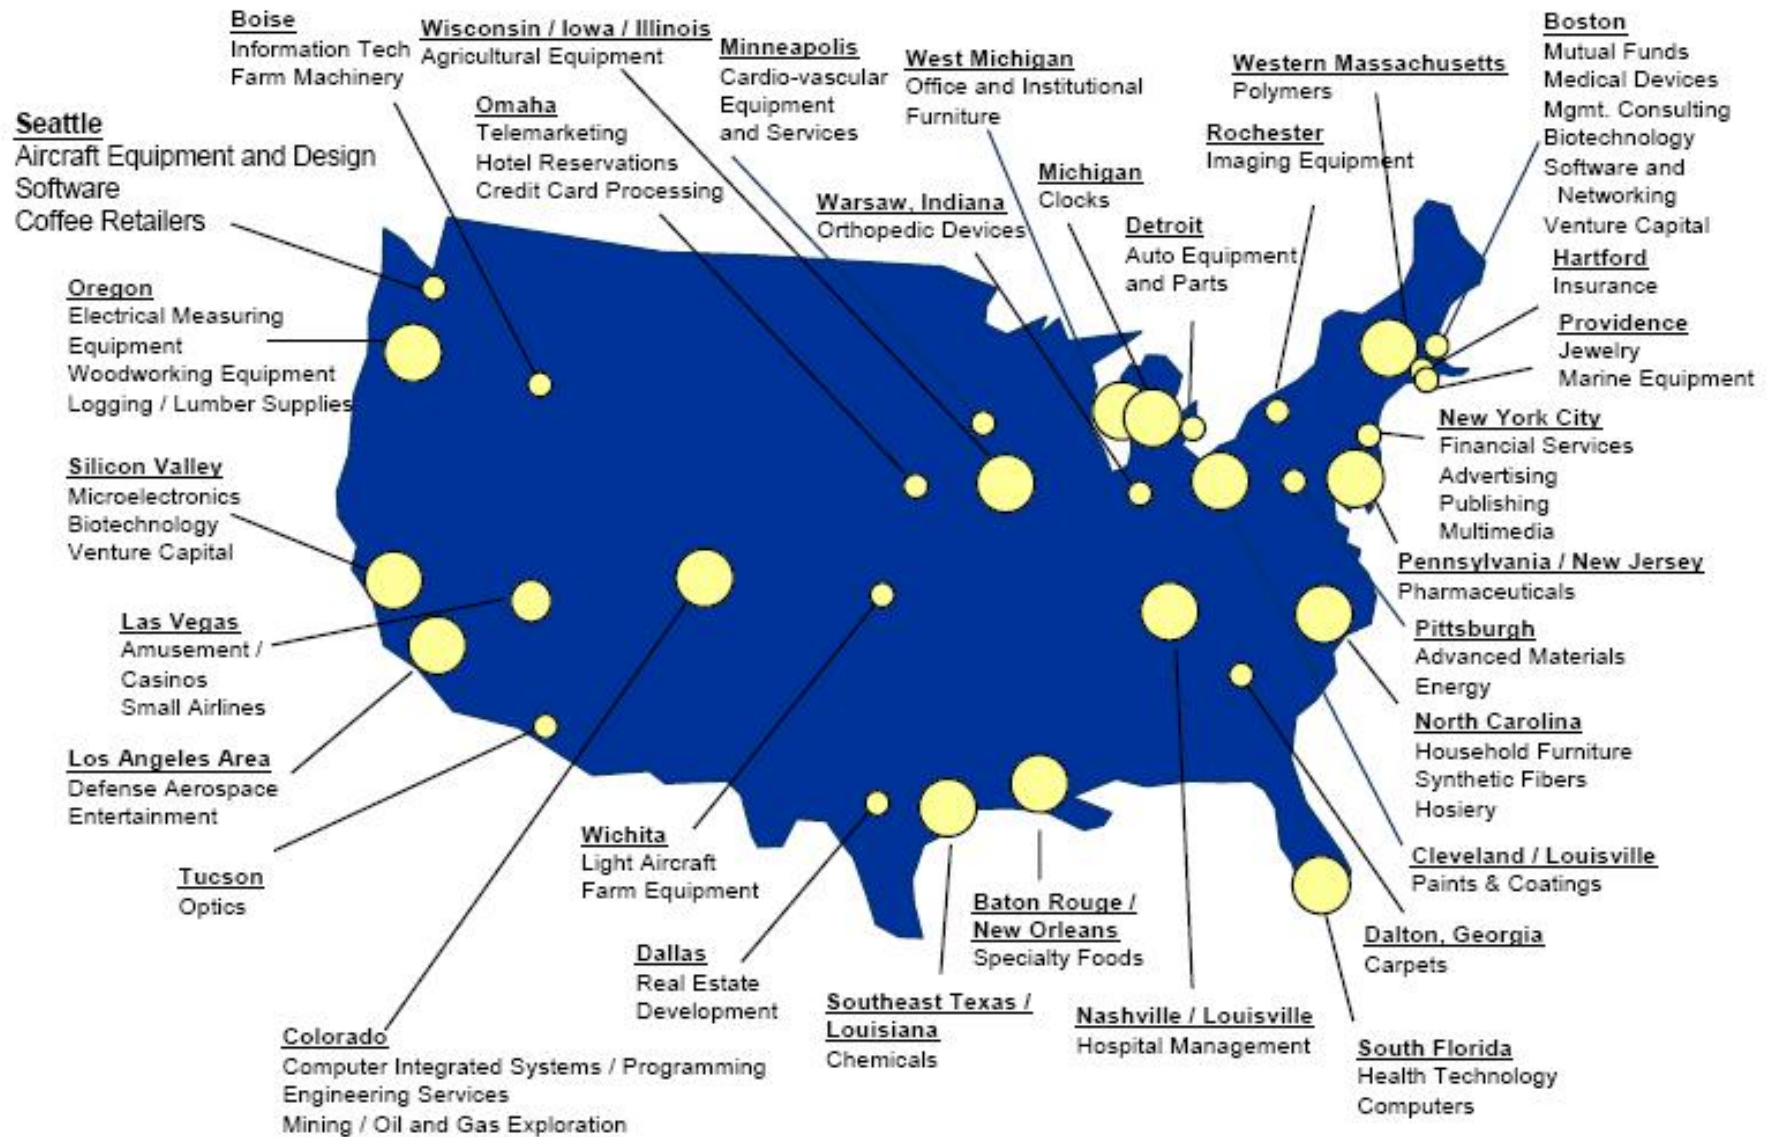 Boise
Information Tech
Farm Machinery
Wisconsin / Iowa / Illinois
Agricultural Equipment
Minneapolis
Cardio-vascular
Equipment
and Services
West Michigan
Office and Institutional
Furniture
Western Massachusetts
Polymers
Boston
Mutual Funds
Medical Devices
Mgmt. Consulting
Biotechnology
Software and
Networking
Venture Capital
Seattle
Aircraft Equipment and Design
Software
Coffee Retailers
Omaha
Telemarketing
Hotel Reservations
Credit Card Processing
Warsaw, Indiana
Orthopedic Devices
Michigan
Clocks
Detroit
Auto Equipment
and Parts
Rochester
Imaging Equipment
Hartford
Insurance
Providence
Jewelry
Marine Equipment
Oregon
Electrical Measuring
Equipment
Woodworking Equipment
Logging / Lumber Supplies
New York City
Financial Services
Advertising
Publishing
Multimedia
Silicon Valley
Microelectronics
Biotechnology
Venture Capital
Pennsylvania / New Jersey
Pharmaceuticals
Las Vegas
Amusement /
Casinos
Small Airlines
Pittsburgh
Advanced Materials
Energy
North Carolina
Household Furniture
Synthetic Fibers
Hosiery
Los Angeles Area
Defense Aerospace
Entertainment
Tucson
Optics
Wichita
Light Aircraft
Farm Equipment
Cleveland / Louisville
Paints & Coatings
Baton Rouge /
New Orleans
Specialty Foods
Dalton, Georgia
Carpets
Dallas
Real Estate
Development
Southeast Texas /
Louisiana
Chemicals
Nashville / Louisville
Hospital Management
Colorado
Computer Integrated Systems / Programming
Engineering Services
Mining / Oil and Gas Exploration
South Florida
Health Technology
Computers